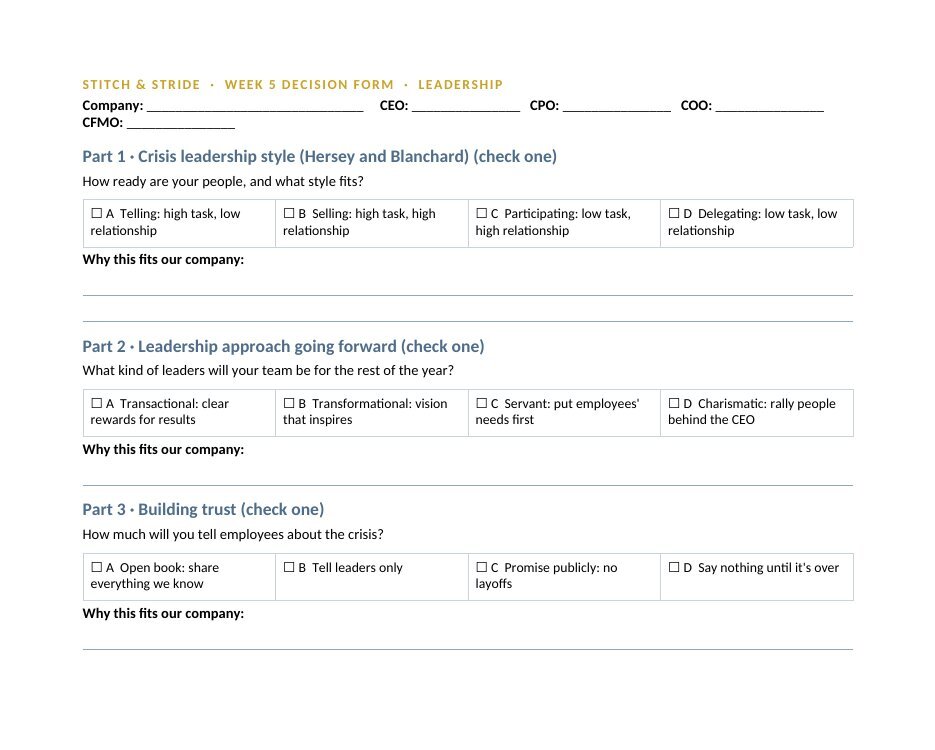 STITCH & STRIDE · WEEK 5 DECISION FORM · LEADERSHIP
Company: ______________________________ CEO: _______________ CPO: _______________ COO: _______________
CFMO: _______________
Part 1 · Crisis leadership style (Hersey and Blanchard) (check one)
How ready are your people, and what style fits?
☐ A Telling: high task, low
relationship
☐ B Selling: high task, high
relationship
☐ C Participating: low task,
high relationship
☐ D Delegating: low task, low
relationship
Why this fits our company:
Part 2 · Leadership approach going forward (check one)
What kind of leaders will your team be for the rest of the year?
☐ A Transactional: clear
rewards for results
☐ B Transformational: vision
that inspires
☐ C Servant: put employees'
needs first
☐ D Charismatic: rally people
behind the CEO
Why this fits our company:
Part 3 · Building trust (check one)
How much will you tell employees about the crisis?
☐ A Open book: share
everything we know
☐ B Tell leaders only
☐ C Promise publicly: no
layoffs
☐ D Say nothing until it's over
Why this fits our company: